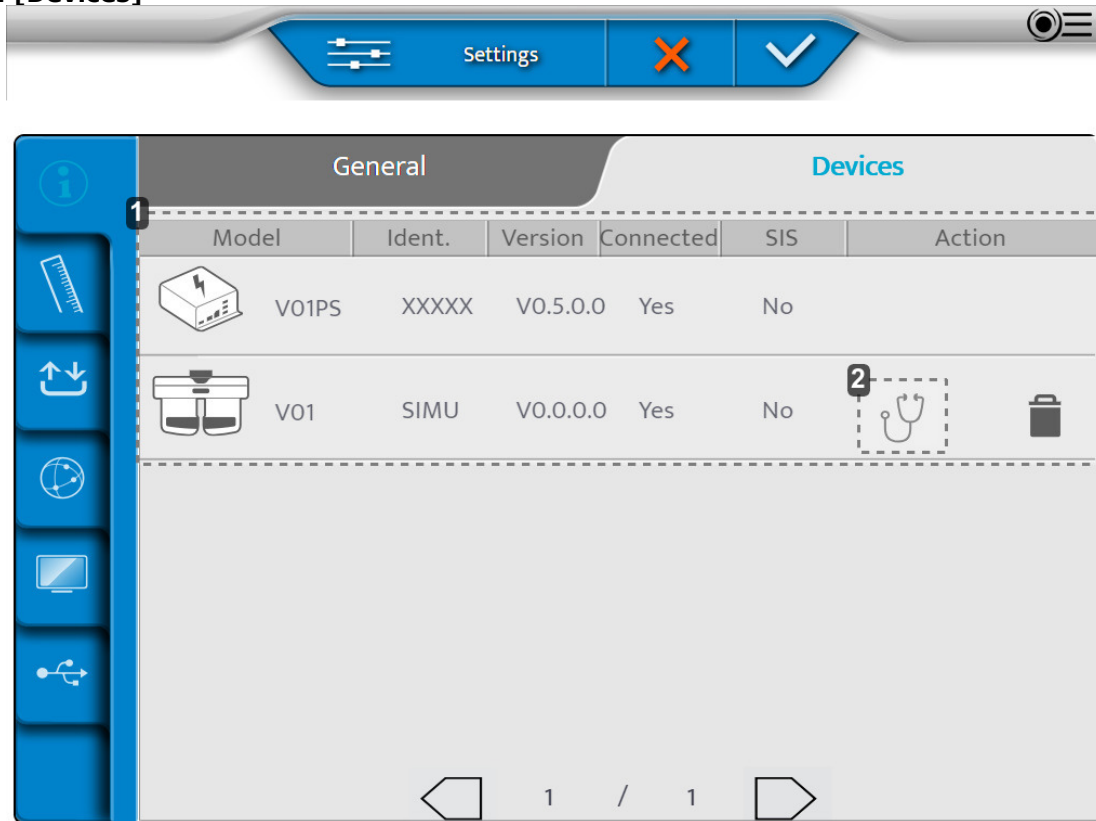 [Devices]
Settings
General Devices
1
Model Ident. Version Connected SIS Action
V01PS XXXXX V0.5.0.0 Yes No
2
V01 SIMU V0.0.0.0 Yes No
1 / 1